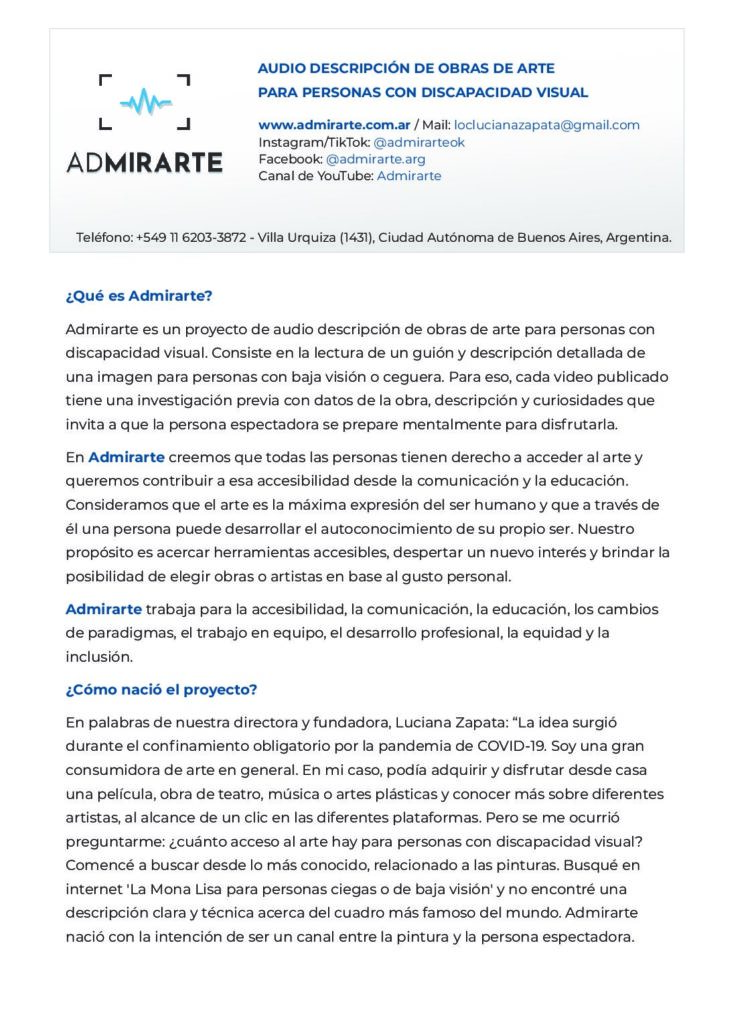 ADMIRARTE
AUDIO DESCRIPCIÓN DE OBRAS DE ARTE
PARA PERSONAS CON DISCAPACIDAD VISUAL
www.admirarte.com.ar / Mail: loclucianazapata@gmail.com
Instagram/TikTok: @admirarteok
Facebook: @admirarte.arg
Canal de YouTube: Admirarte
Teléfono: +549 11 6203-3872 - Villa Urquiza (1431), Ciudad Autónoma de Buenos Aires, Argentina.
¿Qué es Admirarte?
Admirarte es un proyecto de audio descripción de obras de arte para personas con
discapacidad visual. Consiste en la lectura de un guión y descripción detallada de
una imagen para personas con baja visión o ceguera. Para eso, cada video publicado
tiene una investigación previa con datos de la obra, descripción y curiosidades que
invita a que la persona espectadora se prepare mentalmente para disfrutarla.
En Admirarte creemos que todas las personas tienen derecho a acceder al arte y
queremos contribuir a esa accesibilidad desde la comunicación y la educación.
Consideramos que el arte es la máxima expresión del ser humano y que a través de
él una persona puede desarrollar el autoconocimiento de su propio ser. Nuestro
propósito es acercar herramientas accesibles, despertar un nuevo interés y brindar la
posibilidad de elegir obras o artistas en base al gusto personal.
Admirarte trabaja para la accesibilidad, la comunicación, la educación, los cambios
de paradigmas, el trabajo en equipo, el desarrollo profesional, la equidad y la
inclusión.
¿Cómo nació el proyecto?
En palabras de nuestra directora y fundadora, Luciana Zapata: “La idea surgió
durante el confinamiento obligatorio por la pandemia de COVID-19. Soy una gran
consumidora de arte en general. En mi caso, podía adquirir y disfrutar desde casa
una película, obra de teatro, música o artes plásticas y conocer más sobre diferentes
artistas, al alcance de un clic en las diferentes plataformas. Pero se me ocurrió
preguntarme: ¿cuánto acceso al arte hay para personas con discapacidad visual?
Comencé a buscar desde lo más conocido, relacionado a las pinturas. Busqué en
internet 'La Mona Lisa para personas ciegas o de baja visión' y no encontré una
descripción clara y técnica acerca del cuadro más famoso del mundo. Admirarte
nació con la intención de ser un canal entre la pintura y la persona espectadora.